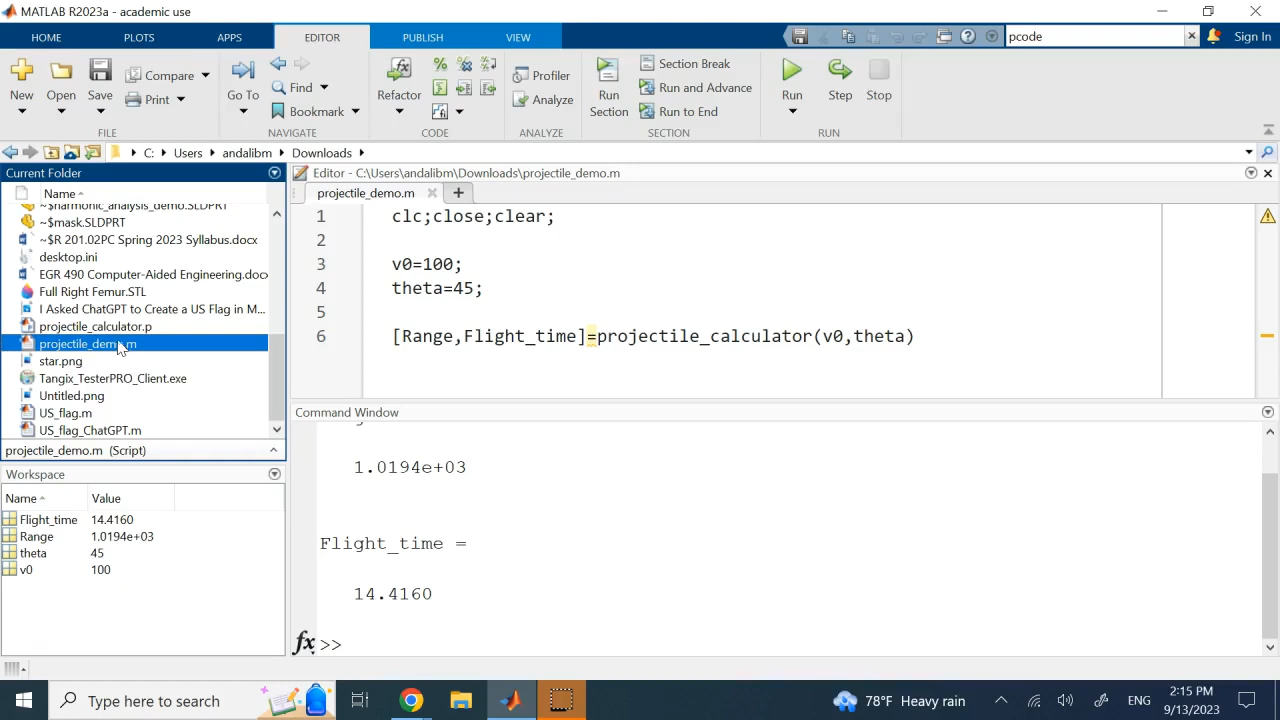 MATLAB R2023a - academic use
HOME PLOTS APPS EDITOR PUBLISH VIEW pcode Sign In
New Open Save Compare Print
FILE
Go To Find Bookmark
NAVIGATE
Refactor
CODE
Profiler Analyze
ANALYZE
Run Section Section Break Run and Advance Run to End
SECTION
Run Step Stop
RUN
C: Users andalibm Downloads
Current Folder
Name
~$harmonic_analysis_demo.SLDPRT
~$mask.SLDPRT
~$R 201.02PC Spring 2023 Syllabus.docx
desktop.ini
EGR 490 Computer-Aided Engineering.docx
Full Right Femur.STL
I Asked ChatGPT to Create a US Flag in M...
projectile_calculator.p
projectile_demo.m
star.png
Tangix_TesterPRO_Client.exe
Untitled.png
US_flag.m
US_flag_ChatGPT.m
projectile_demo.m (Script)
Workspace
Name Value
Flight_time 14.4160
Range 1.0194e+03
theta 45
v0 100
Editor - C:\Users\andalibm\Downloads\projectile_demo.m
projectile_demo.m
1 clc;close;clear;
2
3 v0=100;
4 theta=45;
5
6 [Range,Flight_time]=projectile_calculator(v0,theta)
Command Window
1.0194e+03
Flight_time =
14.4160
fx >>
Type here to search
78°F Heavy rain
ENG
2:15 PM
9/13/2023